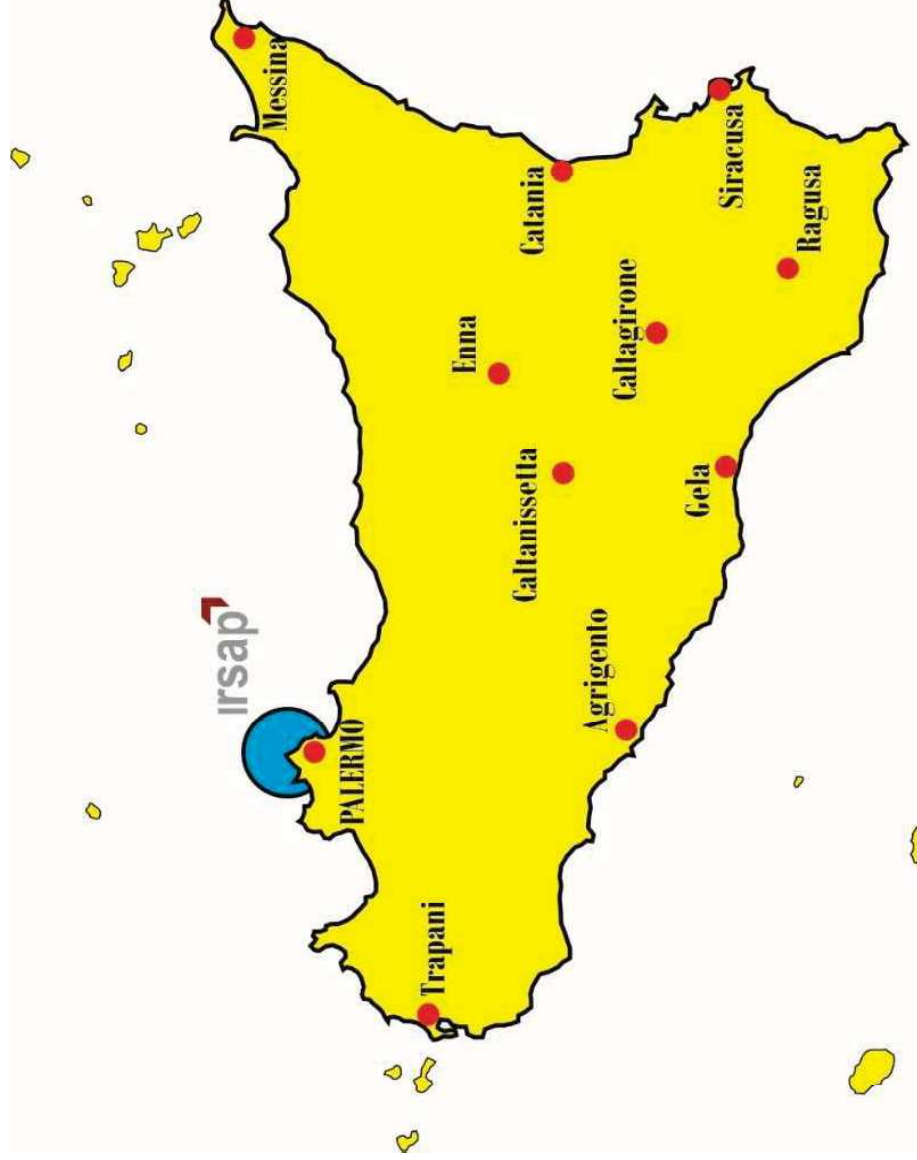 Messina
irsap
PALERMO
Trapani
Catania
Enna
Caltanissetta
Caltagirone
Siracusa
Ragusa
Agrigento
Gela